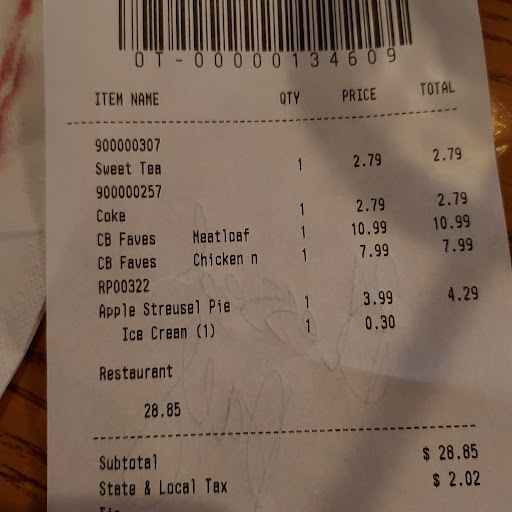 OT-00000134609
ITEM NAME QTY PRICE TOTAL
900000307
Sweet Tea 1 2.79 2.79
900000257
Coke 1 2.79 2.79
CB Faves Meatloaf 1 10.99 10.99
CB Faves Chicken n 1 7.99 7.99
RP00322
Apple Streusel Pie 1 3.99 4.29
Ice Cream (1) 1 0.30
Restaurant
28.85
Subtotal $ 28.85
State & Local Tax $ 2.02